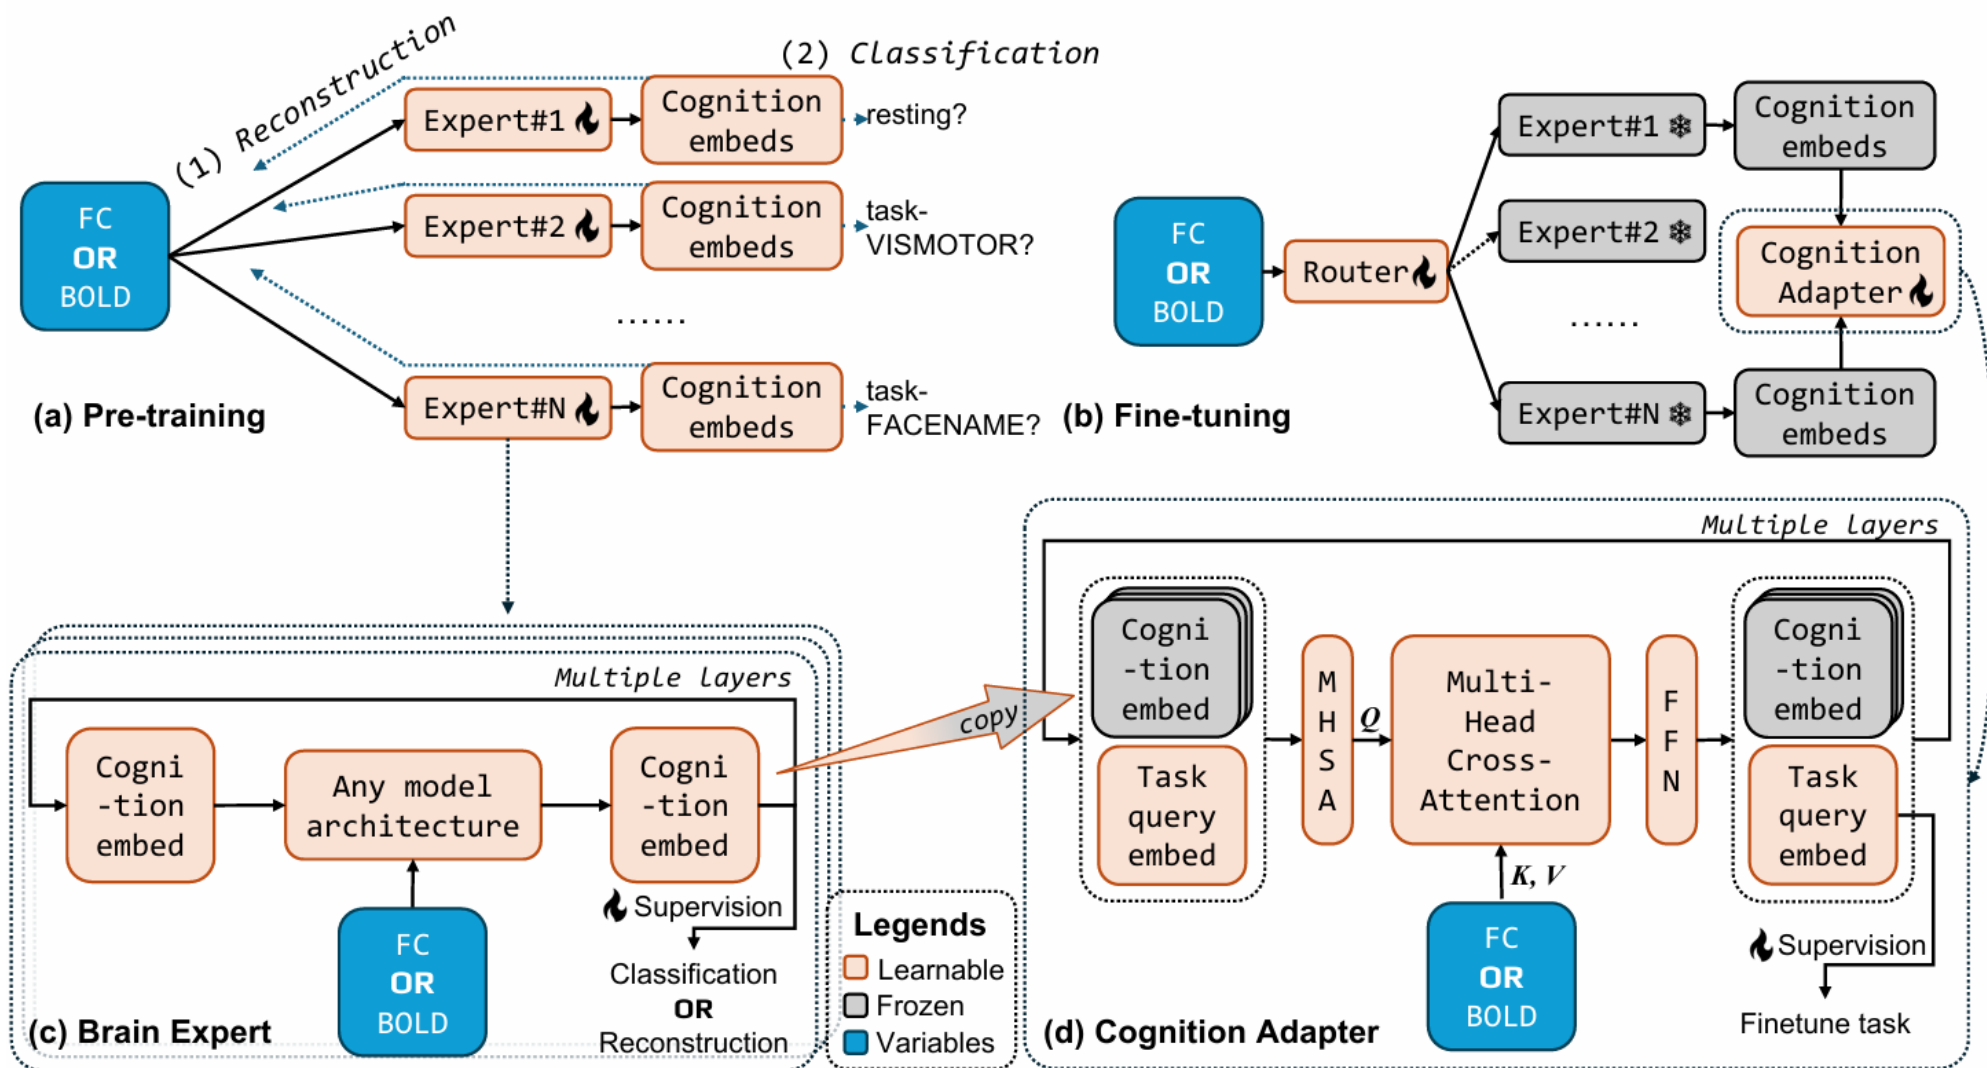 (1) Reconstruction
(2) Classification
FC
OR
BOLD
Expert#1
Cognition
embeds
resting?
Expert#2
Cognition
embeds
task-
VISMOTOR?
......
Expert#N
Cognition
embeds
task-
FACENAME?
(a) Pre-training
FC
OR
BOLD
Router
Expert#1
Cognition
embeds
Expert#2
Cognition
Adapter
......
Expert#N
Cognition
embeds
(b) Fine-tuning
Multiple layers
Cogni
-tion
embed
Any model
architecture
Cogni
-tion
embed
FC
OR
BOLD
Supervision
Classification
OR
Reconstruction
(c) Brain Expert
copy
Legends
Learnable
Frozen
Variables
Multiple layers
Cogni
-tion
embed
Task
query
embed
M
H
S
A
Q
Multi-
Head
Cross-
Attention
K, V
FC
OR
BOLD
F
F
N
Cogni
-tion
embed
Task
query
embed
Supervision
Finetune task
(d) Cognition Adapter